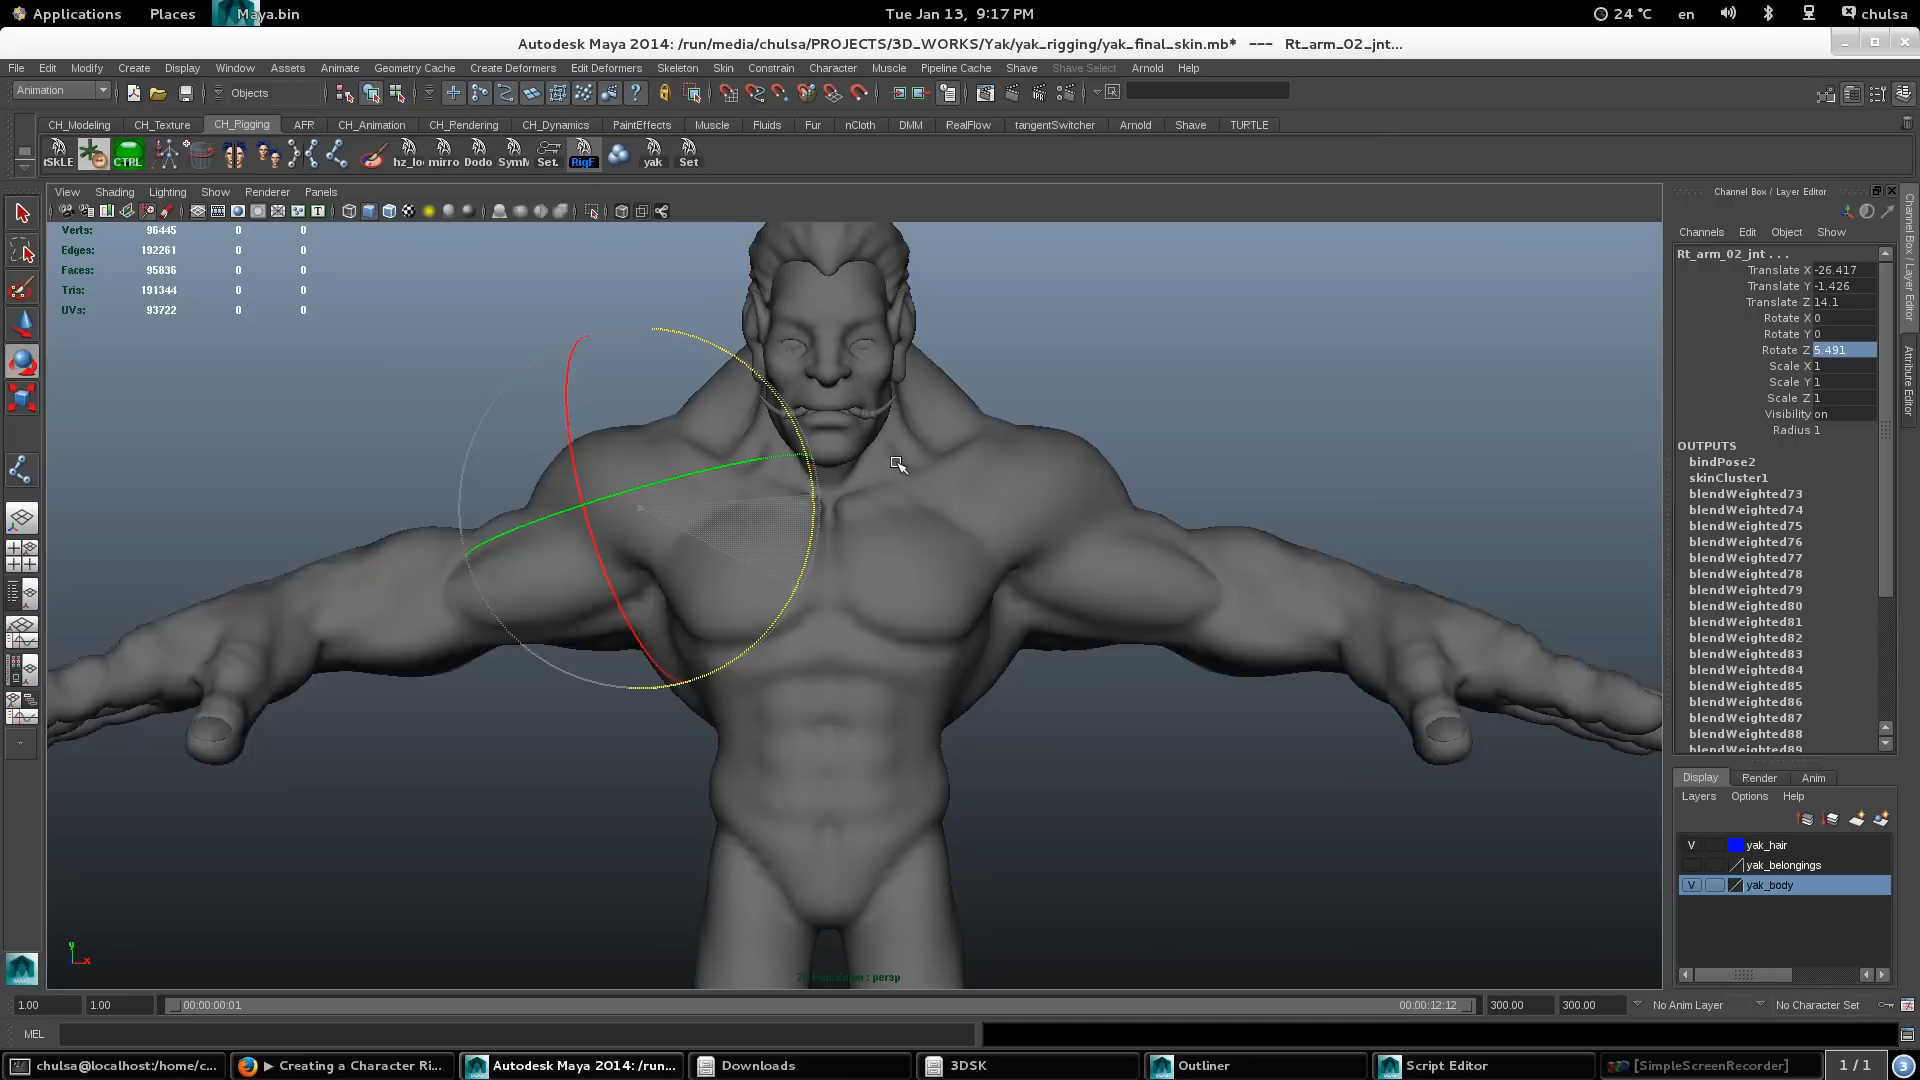 Applications Places Maya.bin Tue Jan 13, 9:17 PM 24 °C en chulsa
Autodesk Maya 2014: /run/media/chulsa/PROJECTS/3D_WORKS/Yak/yak_rigging/yak_final_skin.mb* --- Rt_arm_02_jnt...
File Edit Modify Create Display Window Assets Animate Geometry Cache Create Deformers Edit Deformers Skeleton Skin Constrain Character Muscle Pipeline Cache Shave Shave Select Arnold Help
Animation Objects
CH_Modeling CH_Texture CH_Rigging AFR CH_Animation CH_Rendering CH_Dynamics PaintEffects Muscle Fluids Fur nCloth DMM RealFlow tangentSwitcher Arnold Shave TURTLE
tSkLE CTRL hz_lo mirro Dodo Set. RigF yak Set
View Shading Lighting Show Renderer Panels
Verts: 96445 0 0
Edges: 192261 0 0
Faces: 95836 0 0
Tris: 191344 0 0
UVs: 93722 0 0
Channel Box / Layer Editor
Channels Edit Object Show
Rt_arm_02_jnt . . .
Translate X -26.417
Translate Y -1.426
Translate Z 14.1
Rotate X 0
Rotate Y 0
Rotate Z 5.491
Scale X 1
Scale Y 1
Scale Z 1
Visibility on
Radius 1
OUTPUTS
bindPose2
skinCluster1
blendWeighted73
blendWeighted74
blendWeighted75
blendWeighted76
blendWeighted77
blendWeighted78
blendWeighted79
blendWeighted80
blendWeighted81
blendWeighted82
blendWeighted83
blendWeighted84
blendWeighted85
blendWeighted86
blendWeighted87
blendWeighted88
blendWeighted89
Channel Box / Layer Editor
Attribute Editor
Display Render Anim
Layers Options Help
V yak_hair
yak_belongings
V yak_body
y
x
Pan/Zoom : persp
1.00 1.00 00:00:00:01 00:00:12:12 300.00 300.00 No Anim Layer No Character Set
MEL
chulsa@localhost:/home/c... ▶ Creating a Character Ri... Autodesk Maya 2014: /run... Downloads 3DSK Outliner Script Editor [SimpleScreenRecorder] 1 / 1 3